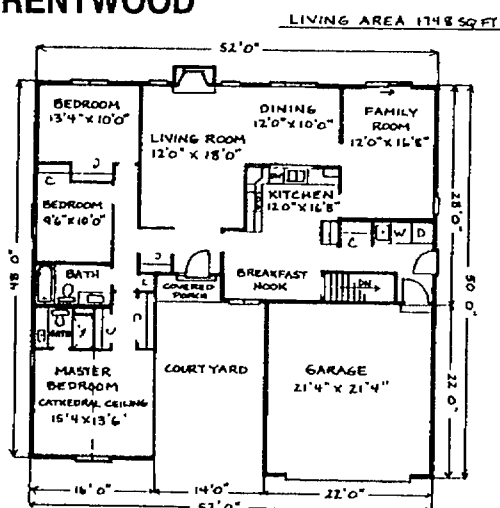 RENTWOOD
LIVING AREA 1748 SQ FT
52'0"
BEDROOM
13'4" X 10'0"
DINING
12'0" X 10'0"
FAMILY
ROOM
12'0" X 16'8"
LIVING ROOM
12'0" X 18'0"
DW
KITCHEN
12'0" X 16'8"
C
BEDROOM
9'6" X 10'0"
28'0"
48'0"
50'0"
C
W
D
BATH
L
COVERED
PORCH
BREAKFAST
NOOK
DN
BATH
MASTER
BEDROOM
CATHEDRAL CEILING
15'4 X 13'6"
COURTYARD
GARAGE
21'4" X 21'4"
22'0"
16'0"
14'0"
22'0"
52'0"